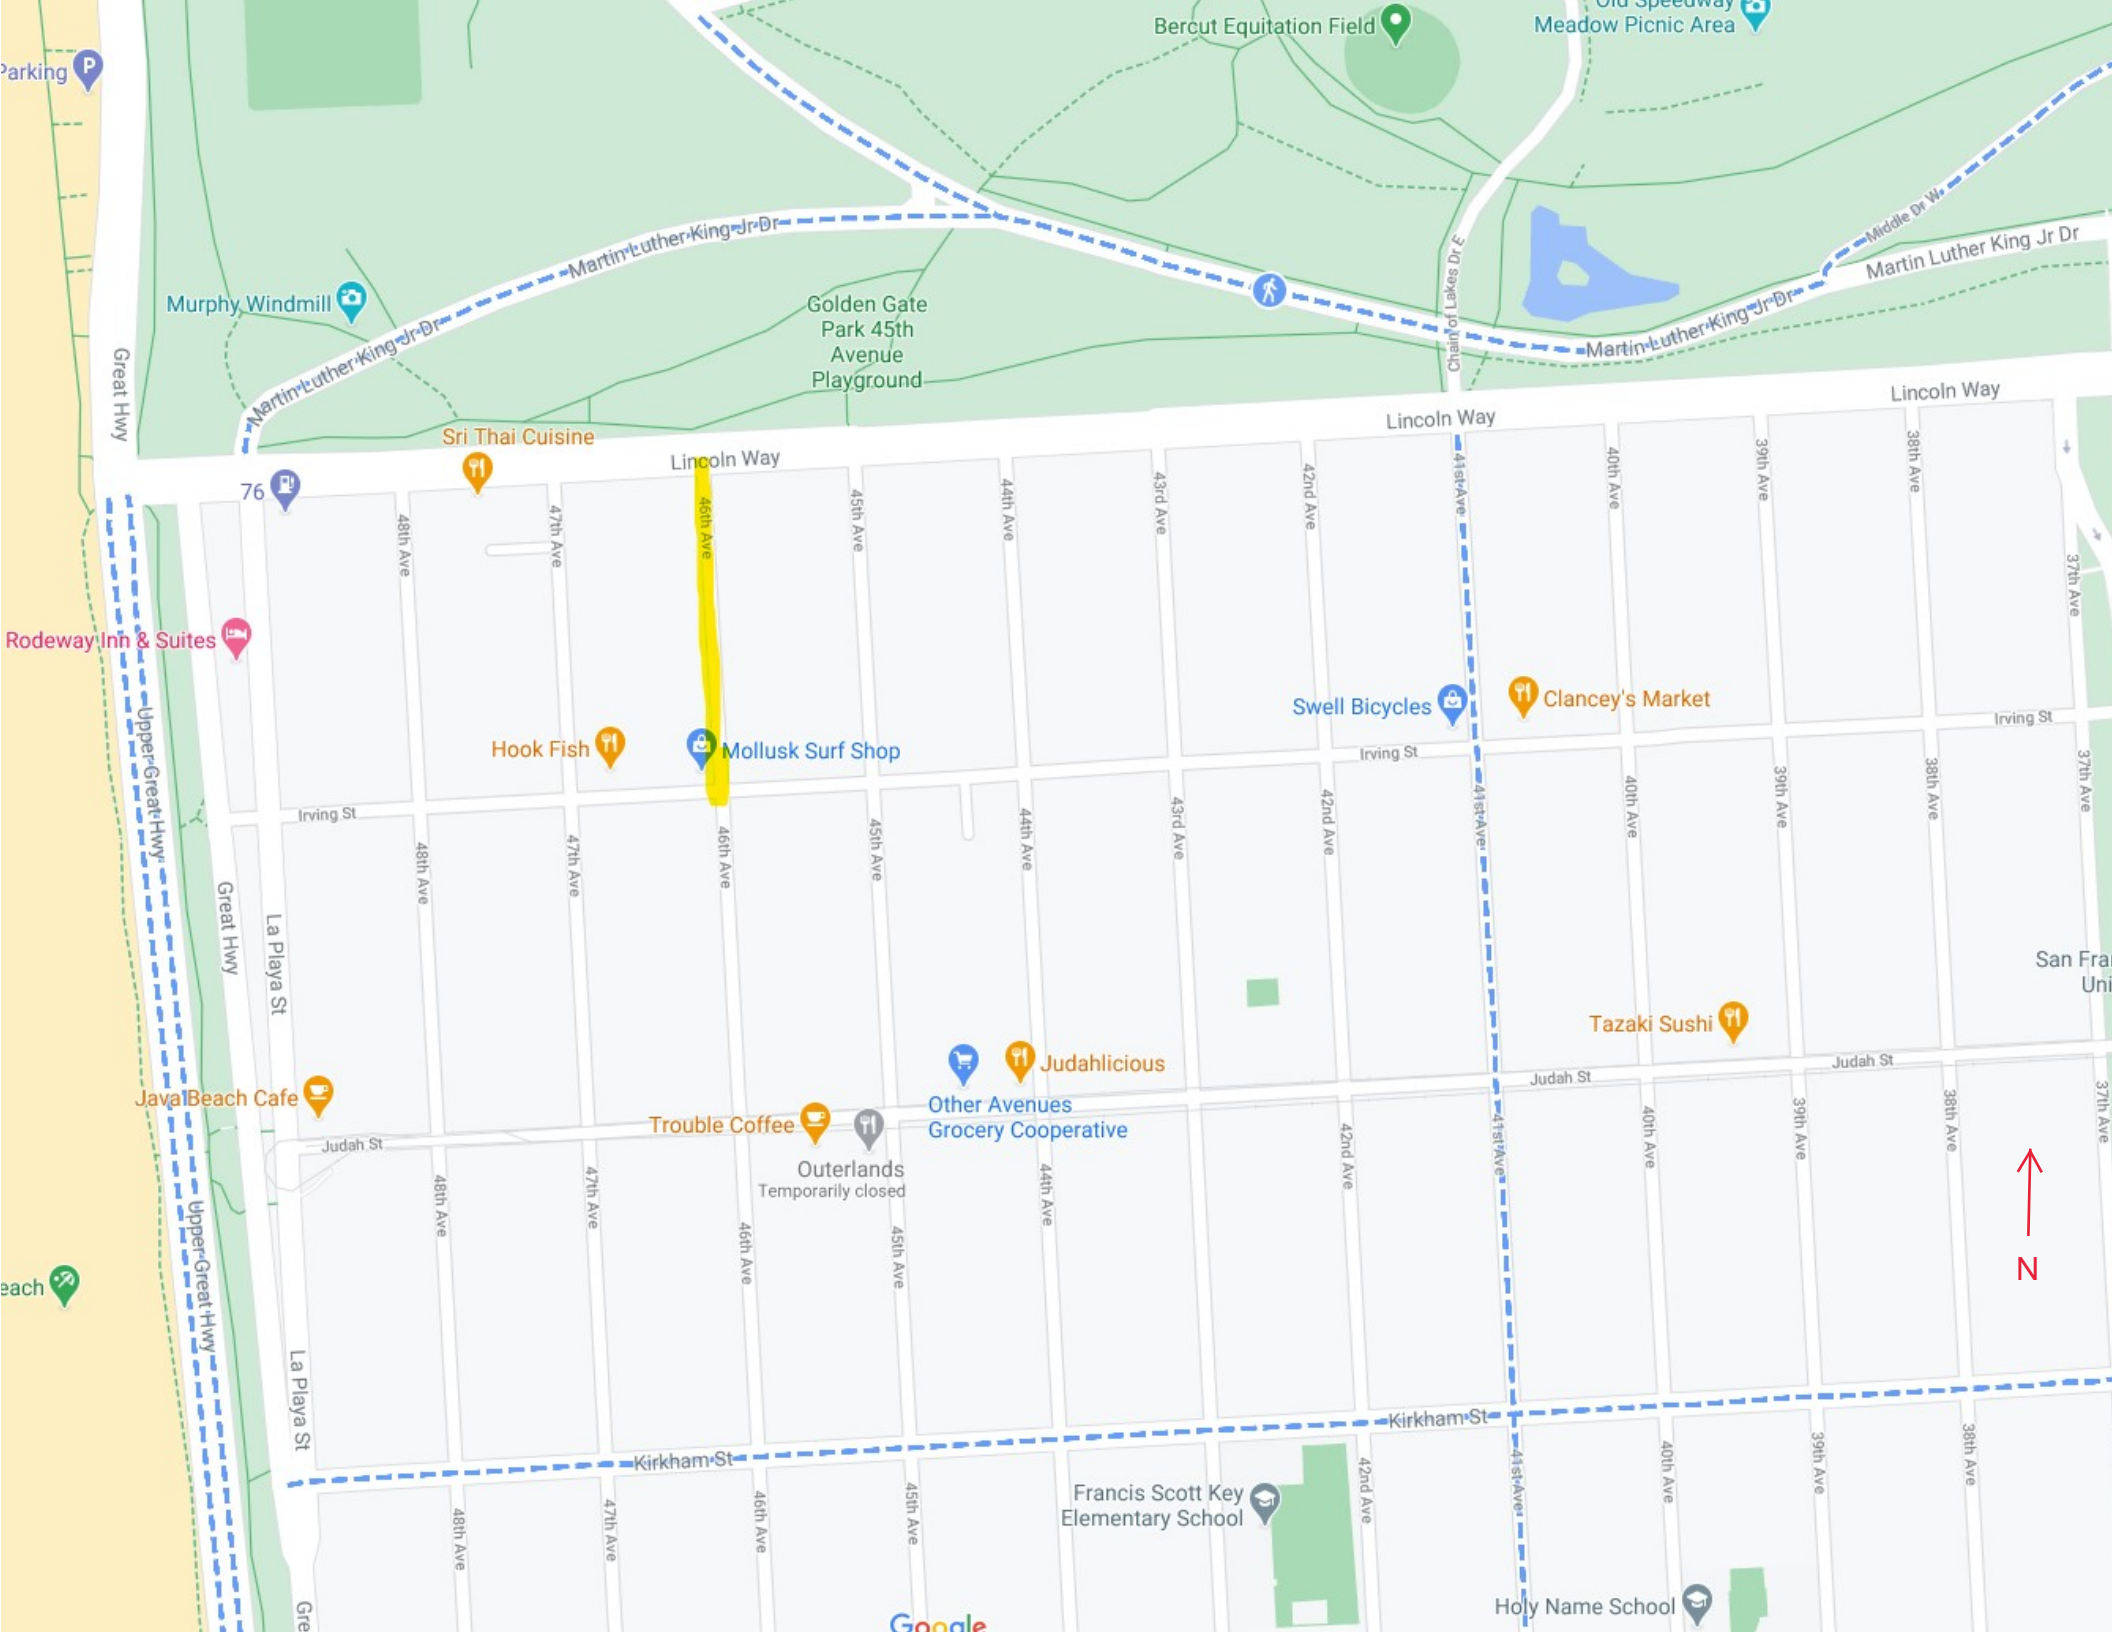 Old Speedway
Meadow Picnic Area
Bercut Equitation Field
Parking
P
Middle Dr W
Martin Luther King Jr Dr
Martin Luther King Jr Dr
Martin Luther King Jr Dr
Martin Luther King Jr Dr
Chain of Lakes Dr E
Murphy Windmill
Golden Gate
Park 45th
Avenue
Playground
Great Hwy
Lincoln Way
Lincoln Way
Lincoln Way
Sri Thai Cuisine
76
48th Ave
47th Ave
46th Ave
45th Ave
44th Ave
43rd Ave
42nd Ave
41st Ave
40th Ave
39th Ave
38th Ave
37th Ave
Rodeway Inn & Suites
Upper Great Hwy
Hook Fish
Mollusk Surf Shop
Swell Bicycles
Clancey's Market
Irving St
Irving St
Irving St
48th Ave
47th Ave
46th Ave
45th Ave
44th Ave
43rd Ave
42nd Ave
41st Ave
40th Ave
39th Ave
38th Ave
37th Ave
Great Hwy
La Playa St
San Fra
Uni
Tazaki Sushi
Judahlicious
Other Avenues
Grocery Cooperative
Java Beach Cafe
Trouble Coffee
Outerlands
Temporarily closed
Judah St
Judah St
Judah St
48th Ave
47th Ave
46th Ave
45th Ave
44th Ave
42nd Ave
41st Ave
40th Ave
39th Ave
38th Ave
37th Ave
N
Upper Great Hwy
each
La Playa St
Kirkham St
Kirkham St
48th Ave
47th Ave
46th Ave
45th Ave
42nd Ave
41st Ave
40th Ave
39th Ave
38th Ave
Francis Scott Key
Elementary School
Holy Name School
Gre
Google